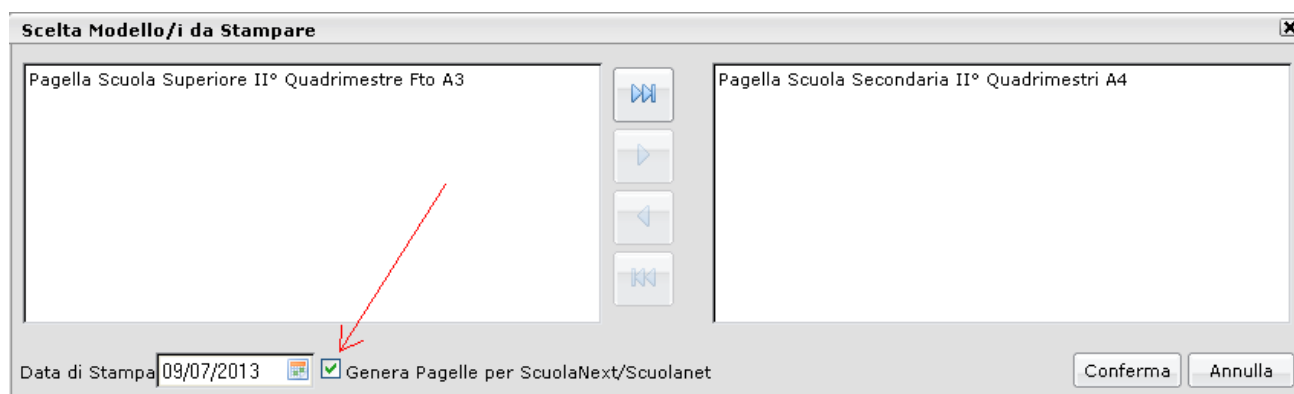 Scelta Modello/i da Stampare
Pagella Scuola Superiore II° Quadrimestre Fto A3
Pagella Scuola Secondaria II° Quadrimestri A4
Data di Stampa 09/07/2013 Genera Pagelle per ScuolaNext/Scuolanet Conferma Annulla